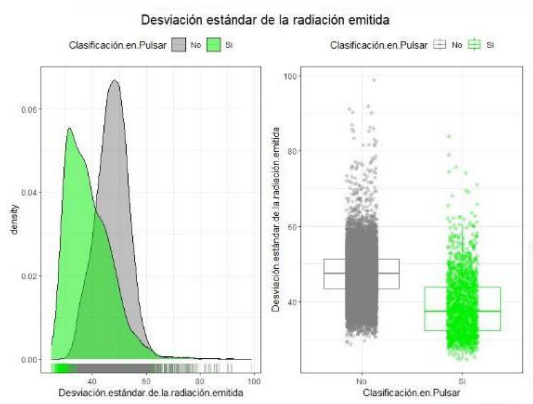 Desviación estándar de la radiación emitida
Clasificación.en.Pulsar No Si
0.06
0.04
0.02
0.00
density
40 60 80 100
Desviación.estándar.de.la.radiación.emitida
Clasificación.en.Pulsar No Si
100
80
60
40
Desviación.estándar.de.la.radiación.emitida
No Si
Clasificación.en.Pulsar